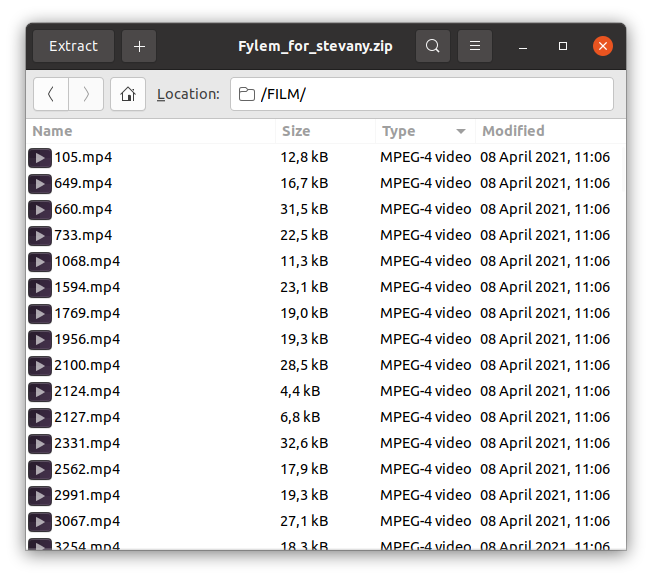 Extract + Fylem_for_stevany.zip
Location: /FILM/
Name Size Type Modified
105.mp4 12,8 kB MPEG-4 video 08 April 2021, 11:06
649.mp4 16,7 kB MPEG-4 video 08 April 2021, 11:06
660.mp4 31,5 kB MPEG-4 video 08 April 2021, 11:06
733.mp4 22,5 kB MPEG-4 video 08 April 2021, 11:06
1068.mp4 11,3 kB MPEG-4 video 08 April 2021, 11:06
1594.mp4 23,1 kB MPEG-4 video 08 April 2021, 11:06
1769.mp4 19,0 kB MPEG-4 video 08 April 2021, 11:06
1956.mp4 19,3 kB MPEG-4 video 08 April 2021, 11:06
2100.mp4 28,5 kB MPEG-4 video 08 April 2021, 11:06
2124.mp4 4,4 kB MPEG-4 video 08 April 2021, 11:06
2127.mp4 6,8 kB MPEG-4 video 08 April 2021, 11:06
2331.mp4 32,6 kB MPEG-4 video 08 April 2021, 11:06
2562.mp4 17,9 kB MPEG-4 video 08 April 2021, 11:06
2991.mp4 19,3 kB MPEG-4 video 08 April 2021, 11:06
3067.mp4 27,1 kB MPEG-4 video 08 April 2021, 11:06
3254.mp4 18,3 kB MPEG-4 video 08 April 2021, 11:06